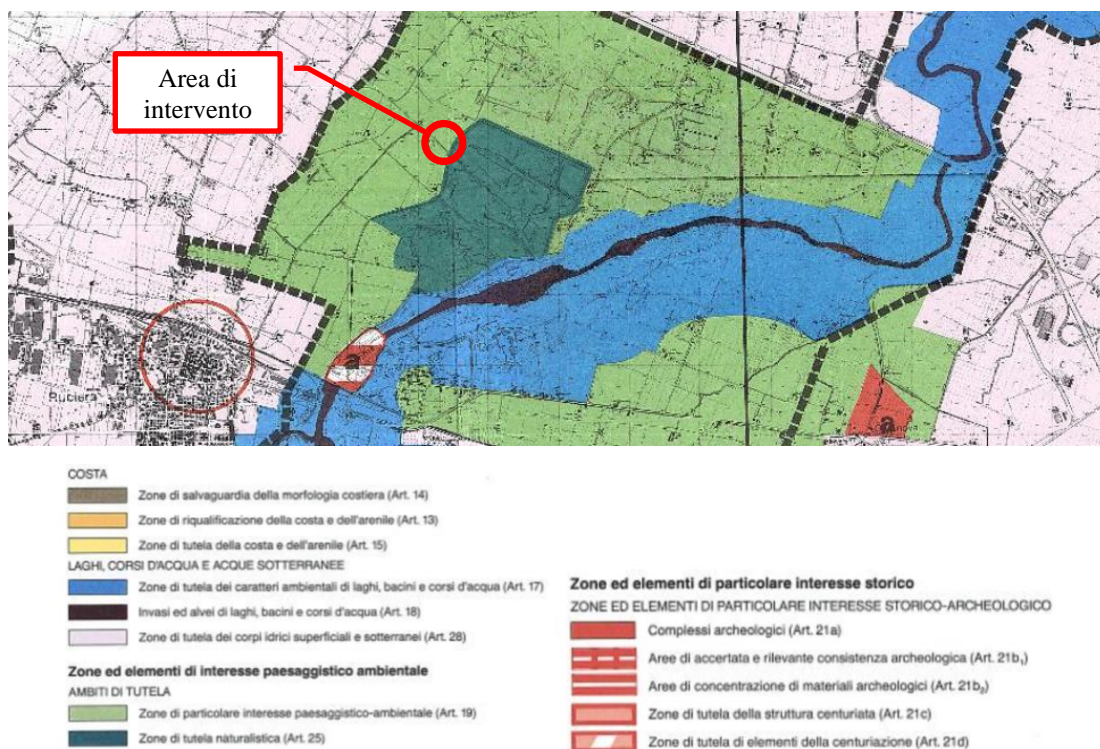 Area di
intervento
Rubiera
a
a
COSTA
Zone di salvaguardia della morfologia costiera (Art. 14)
Zone di riqualificazione della costa e dell'arenile (Art. 13)
Zone di tutela della costa e dell'arenile (Art. 15)
LAGHI, CORSI D'ACQUA E ACQUE SOTTERRANEE
Zone di tutela dei caratteri ambientali di laghi, bacini e corsi d'acqua (Art. 17)
Invasi ed alvei di laghi, bacini e corsi d'acqua (Art. 18)
Zone di tutela dei corpi idrici superficiali e sotterranei (Art. 28)
Zone ed elementi di interesse paesaggistico ambientale
AMBITI DI TUTELA
Zone di particolare interesse paesaggistico-ambientale (Art. 19)
Zone di tutela naturalistica (Art. 25)
Zone ed elementi di particolare interesse storico
ZONE ED ELEMENTI DI PARTICOLARE INTERESSE STORICO-ARCHEOLOGICO
Complessi archeologici (Art. 21a)
Aree di accertata e rilevante consistenza archeologica (Art. 21b₁)
Aree di concentrazione di materiali archeologici (Art. 21b₂)
Zone di tutela della struttura centuriata (Art. 21c)
Zone di tutela di elementi della centuriazione (Art. 21d)